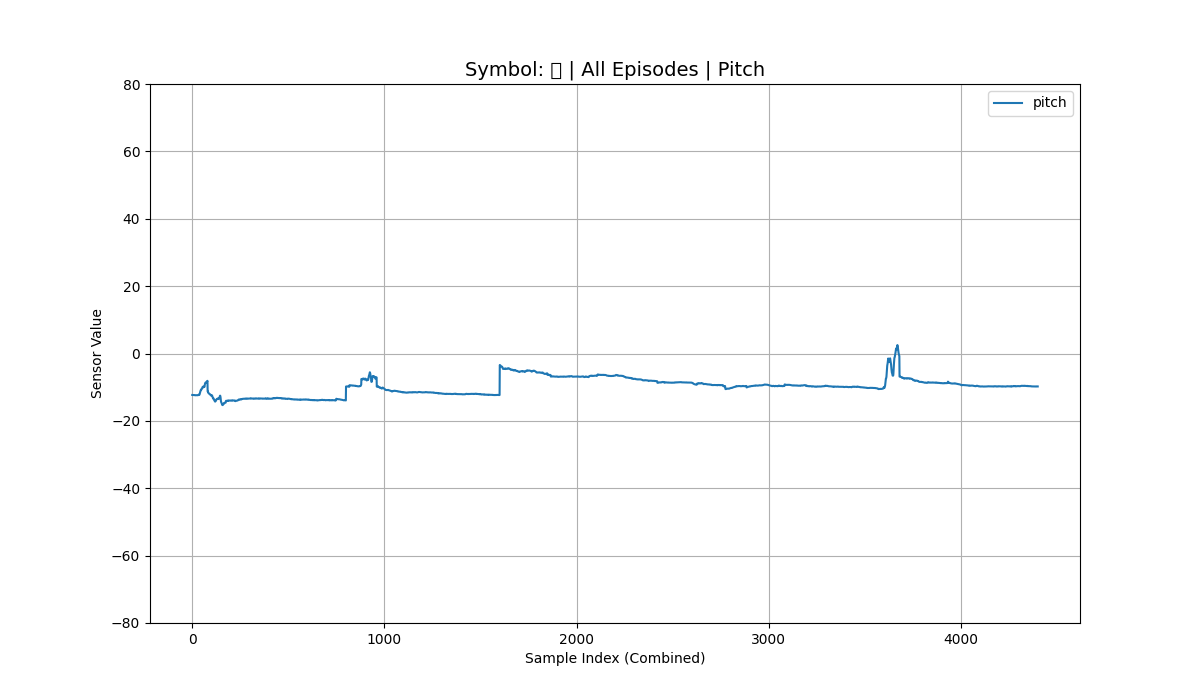 Symbol: ▯ | All Episodes | Pitch
pitch
80
60
40
20
0
−20
−40
−60
−80
Sensor Value
0 1000 2000 3000 4000
Sample Index (Combined)